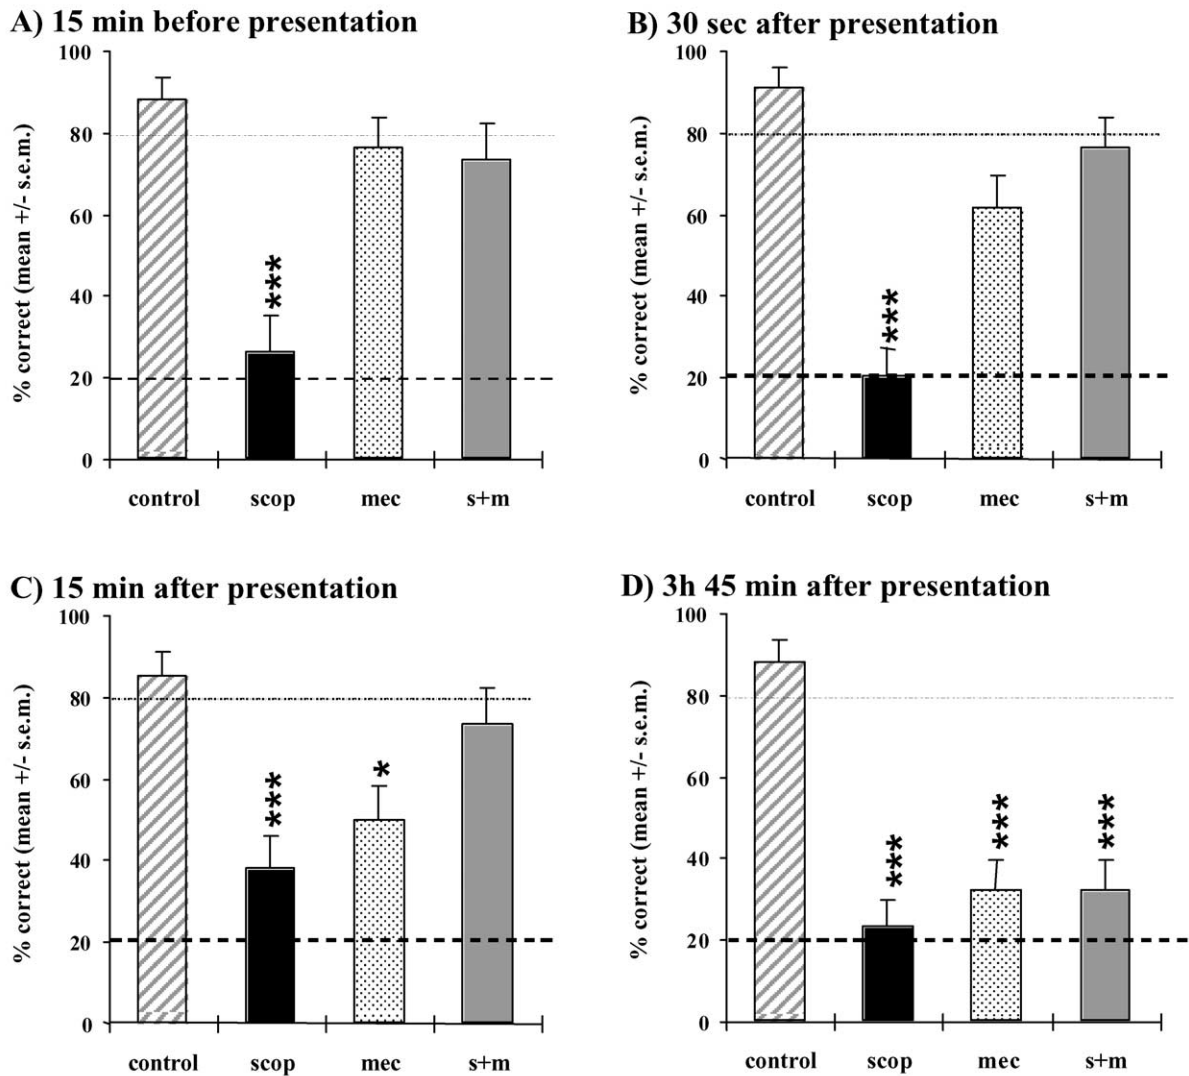 A) 15 min before presentation
% correct (mean +/- s.e.m.)
100
80
60
40
20
0
***
control scop mec s+m
B) 30 sec after presentation
% correct (mean +/- s.e.m.)
100
80
60
40
20
0
***
control scop mec s+m
C) 15 min after presentation
% correct (mean +/- s.e.m.)
100
80
60
40
20
0
*** *
control scop mec s+m
D) 3h 45 min after presentation
% correct (mean +/- s.e.m.)
100
80
60
40
20
0
*** *** ***
control scop mec s+m